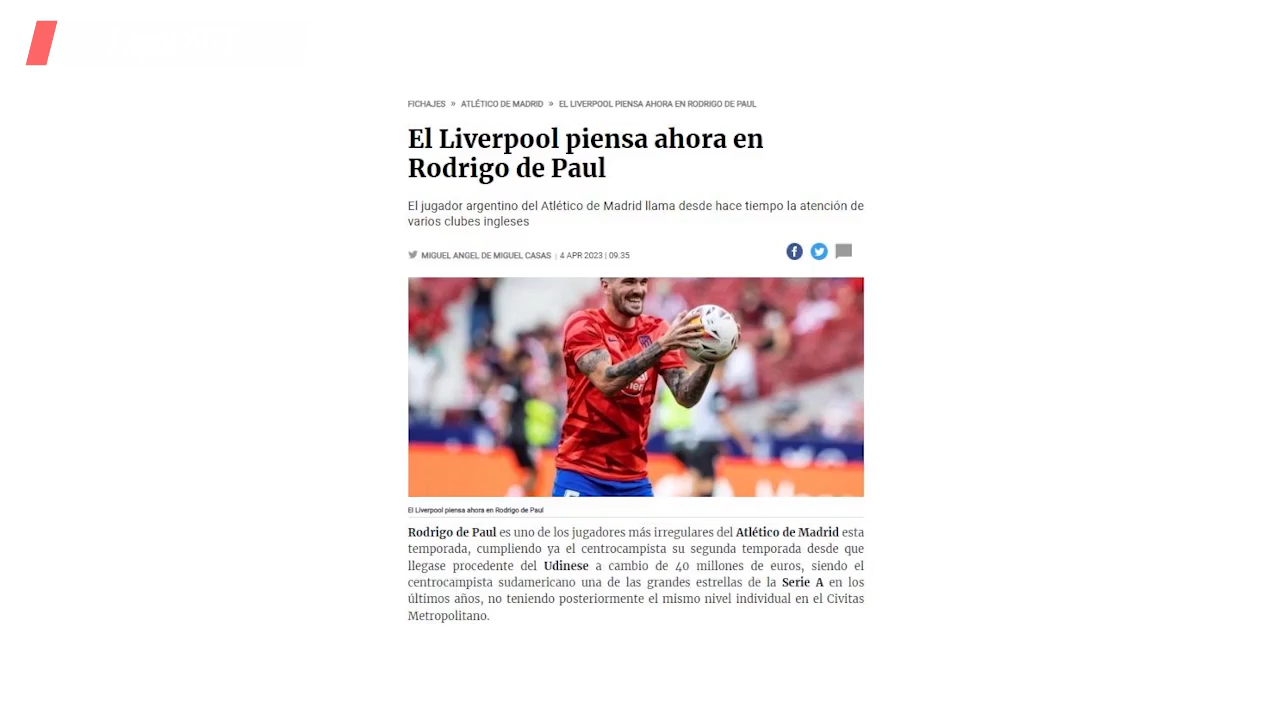 FICHAJES » ATLÉTICO DE MADRID » EL LIVERPOOL PIENSA AHORA EN RODRIGO DE PAUL
El Liverpool piensa ahora en
Rodrigo de Paul
El jugador argentino del Atlético de Madrid llama desde hace tiempo la atención de
varios clubes ingleses
MIGUEL ANGEL DE MIGUEL CASAS | 4 APR 2023 | 09.35
El Liverpool piensa ahora en Rodrigo de Paul
Rodrigo de Paul es uno de los jugadores más irregulares del Atlético de Madrid esta
temporada, cumpliendo ya el centrocampista su segunda temporada desde que
llegase procedente del Udinese a cambio de 40 millones de euros, siendo el
centrocampista sudamericano una de las grandes estrellas de la Serie A en los
últimos años, no teniendo posteriormente el mismo nivel individual en el Civitas
Metropolitano.